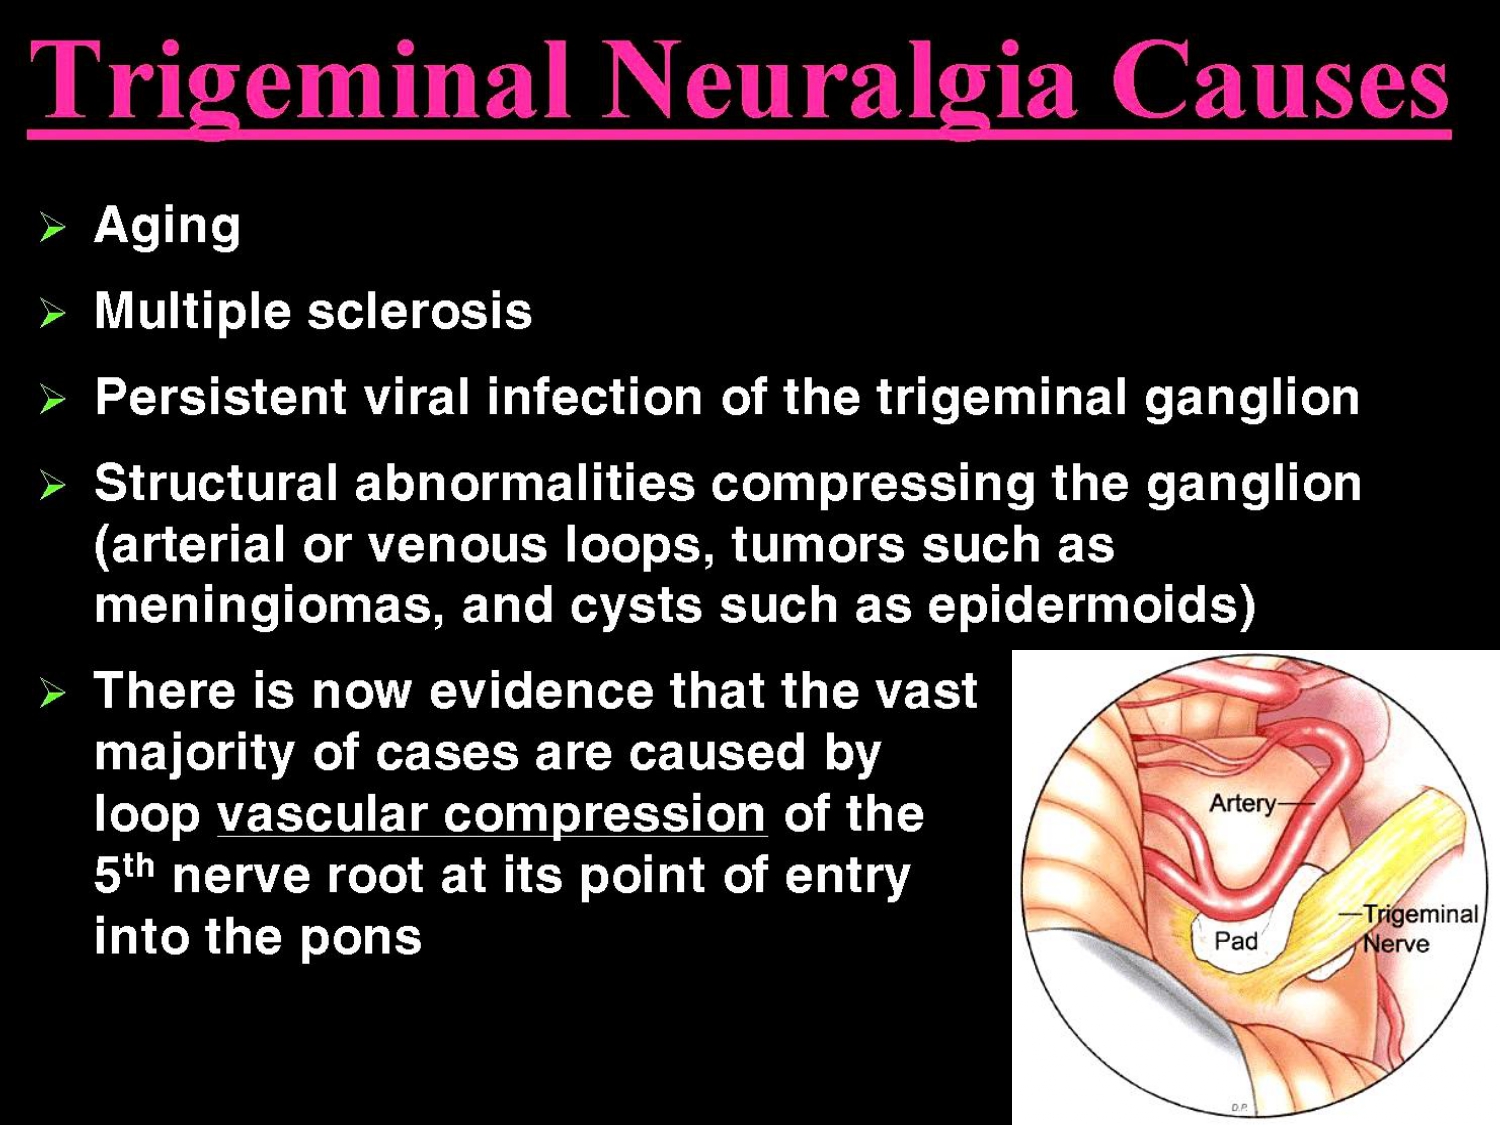 Trigeminal Neuralgia Causes
Aging
Multiple sclerosis
Persistent viral infection of the trigeminal ganglion
Structural abnormalities compressing the ganglion
(arterial or venous loops, tumors such as
meningiomas, and cysts such as epidermoids)
There is now evidence that the vast
majority of cases are caused by
loop vascular compression of the
5th nerve root at its point of entry
into the pons
Artery
Pad
Trigeminal
Nerve
D.P.